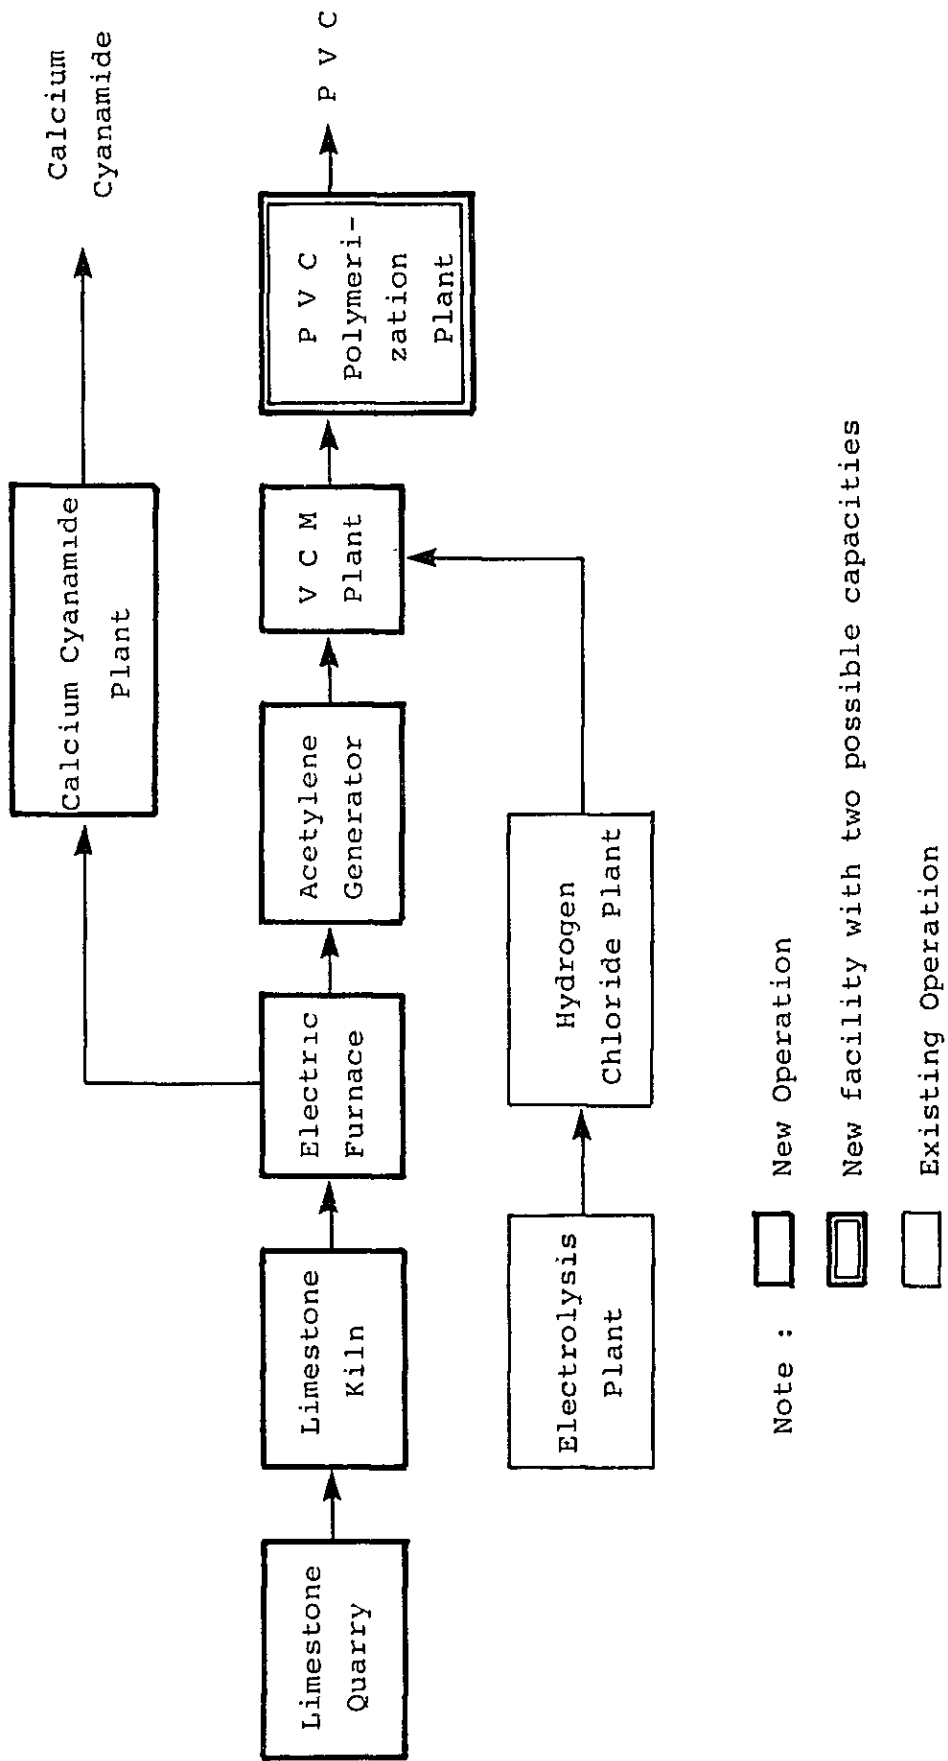 Calcium
Cyanamide
Calcium Cyanamide
Plant
Limestone
Quarry
Limestone
Kiln
Electric
Furnace
Acetylene
Generator
V C M
Plant
P V C
Polymeri-
zation
Plant
P V C
Electrolysis
Plant
Hydrogen
Chloride Plant
Note : New Operation
New facility with two possible capacities
Existing Operation